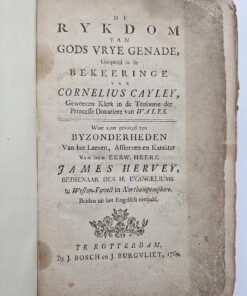 DE
RYKDOM
VAN
GODS VRYE GENADE,
Geopend in de
BEKEERINGE
VAN
CORNELIUS CAYLEY,
Geweezen Klerk in de Tresorie der
Princesse Douariere van WALES.
Waar agter gevoegd zyn
BYZONDERHEDEN
Van het Leeven, Afsterven en Karakter
VAN DEN EERW. HEERE
JAMES HERVEY,
BEDIENAAR DES H. EVANGELIUMS
te Weston-Favell in Northamptonshire.
Beiden uit het Engelsch vertaald.
TE ROTTERDAM,
By J. BOSCH en J. BURGVLIET,